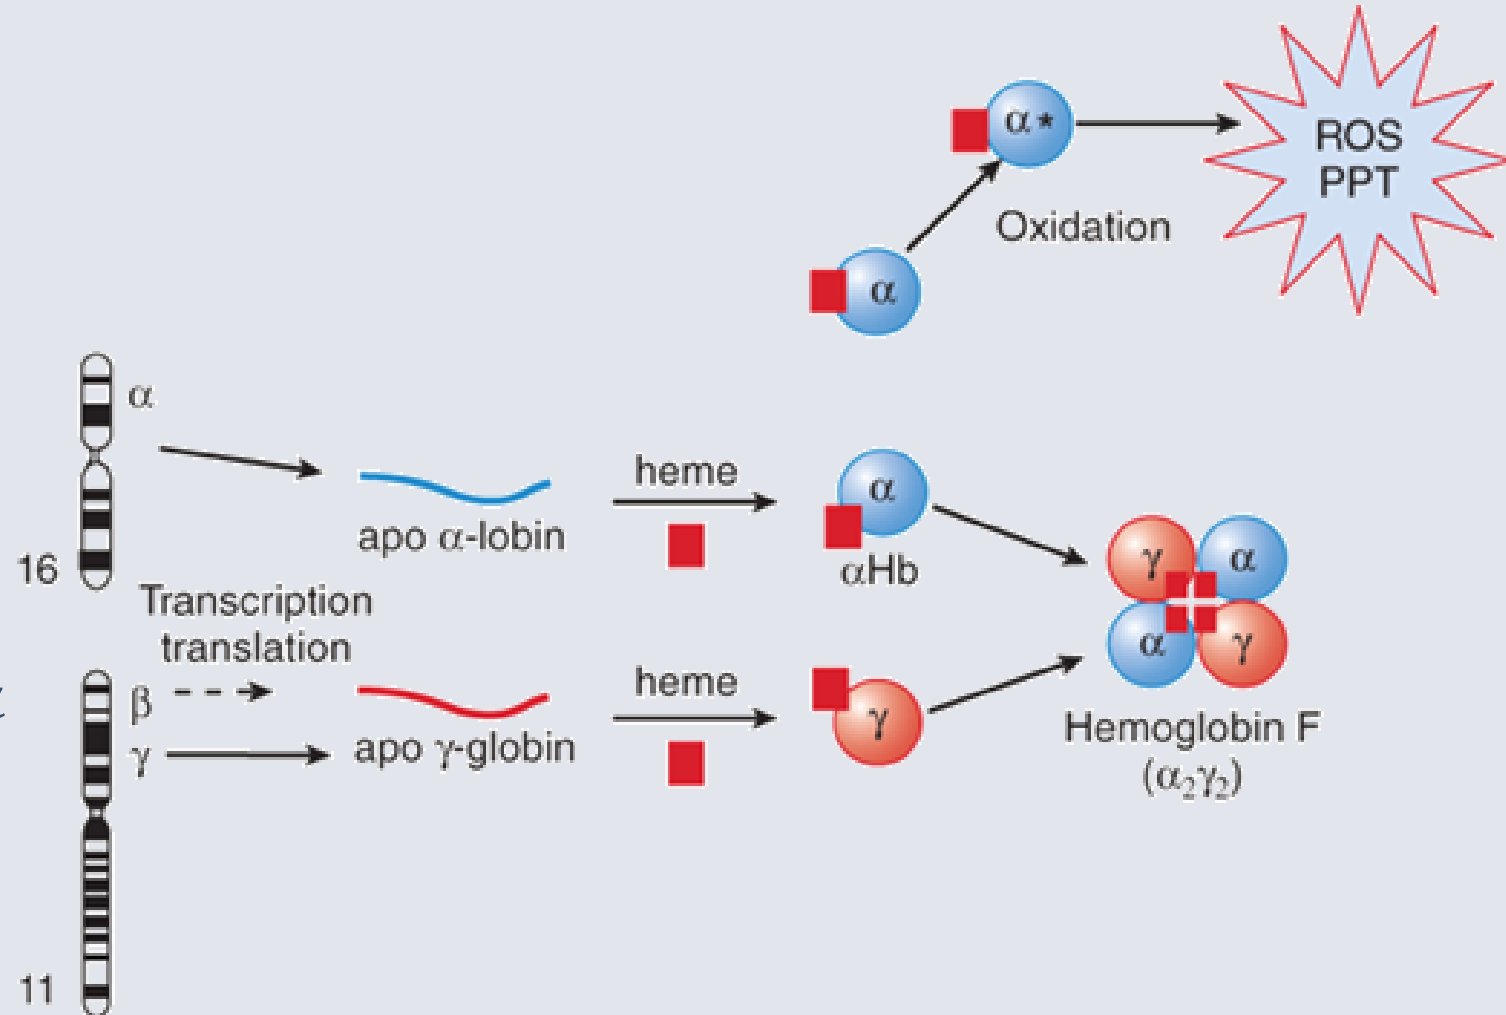 α*
ROS
PPT
Oxidation
α
α
heme
α
apo α-lobin
αHb
16
γ α
α γ
Transcription
translation
β
heme
γ
apo γ-globin
γ
Hemoglobin F
(α₂γ₂)
11